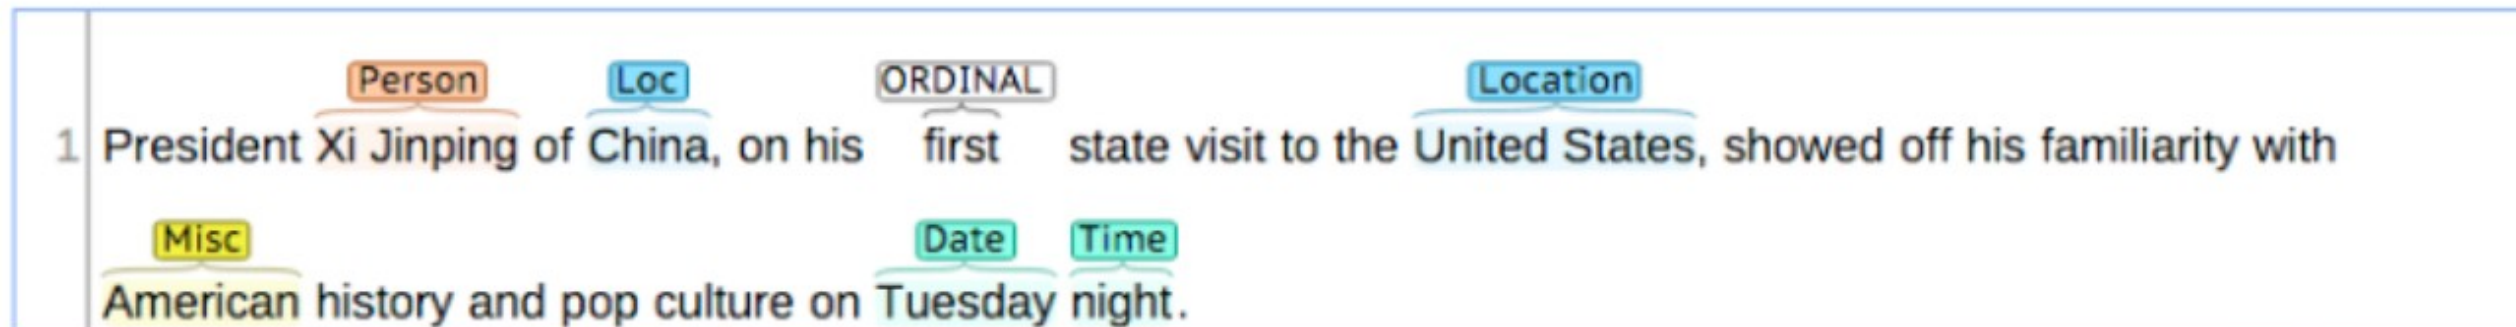 Person Loc ORDINAL Location
1 President Xi Jinping of China, on his first state visit to the United States, showed off his familiarity with
Misc Date Time
American history and pop culture on Tuesday night.